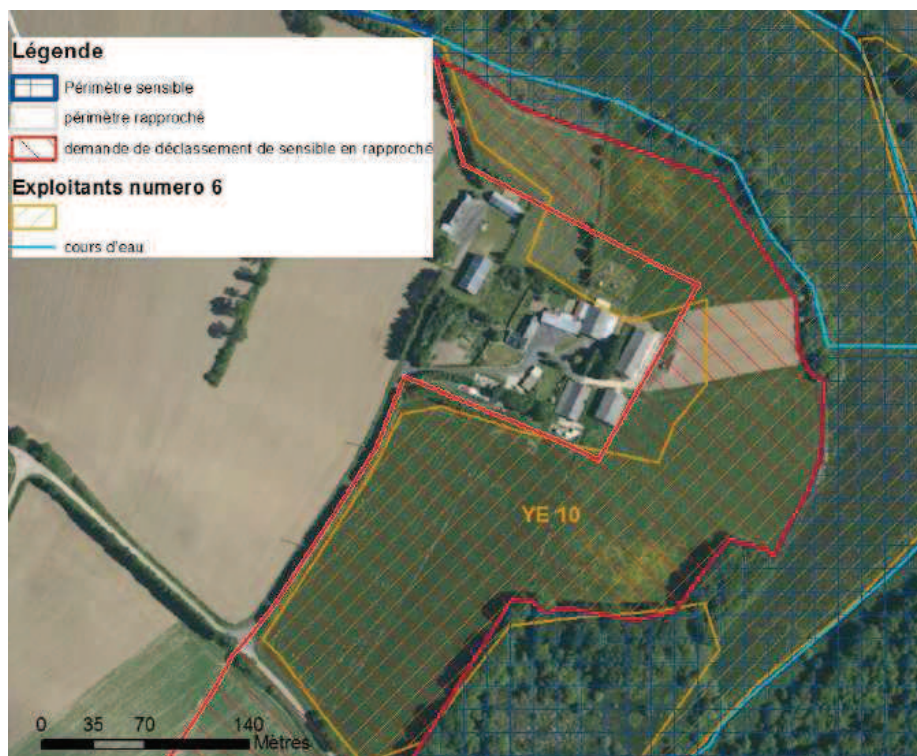 Légende
Périmètre sensible
périmètre rapproché
demande de déclassement de sensible en rapproché
Exploitants numero 6
cours d'eau
YE 10
0 35 70 140
Mètres